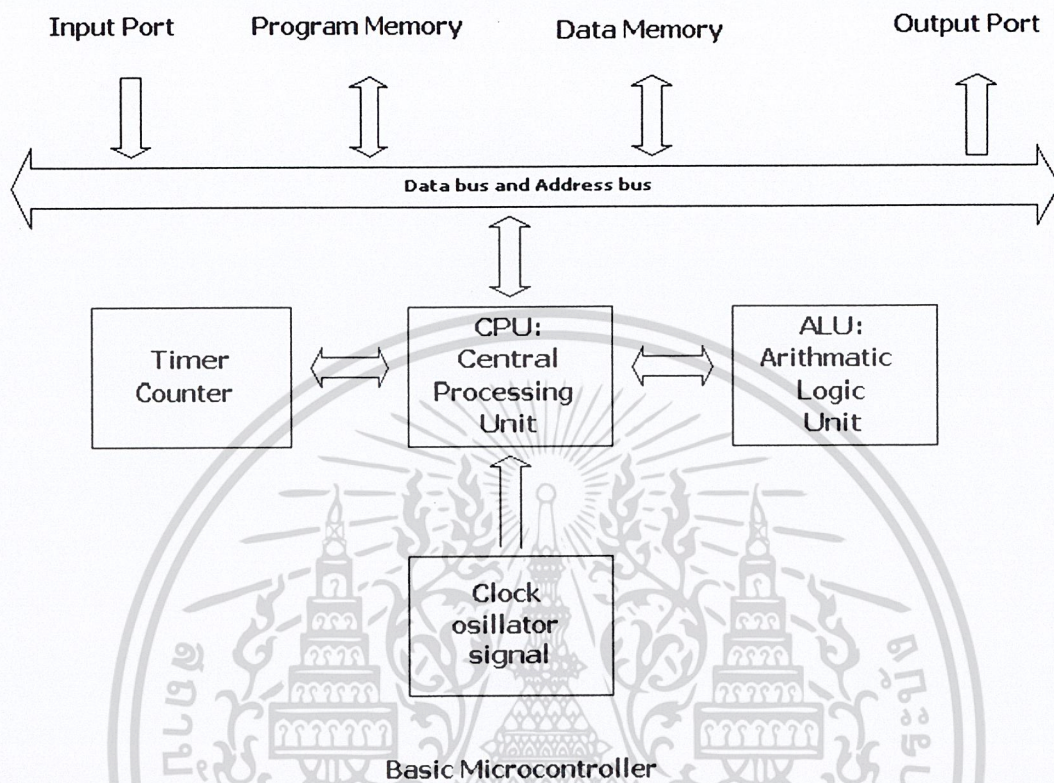 Input Port
Program Memory
Data Memory
Output Port
Data bus and Address bus
Timer
Counter
CPU:
Central
Processing
Unit
ALU:
Arithmatic
Logic
Unit
Clock
osillator
signal
Basic Microcontroller